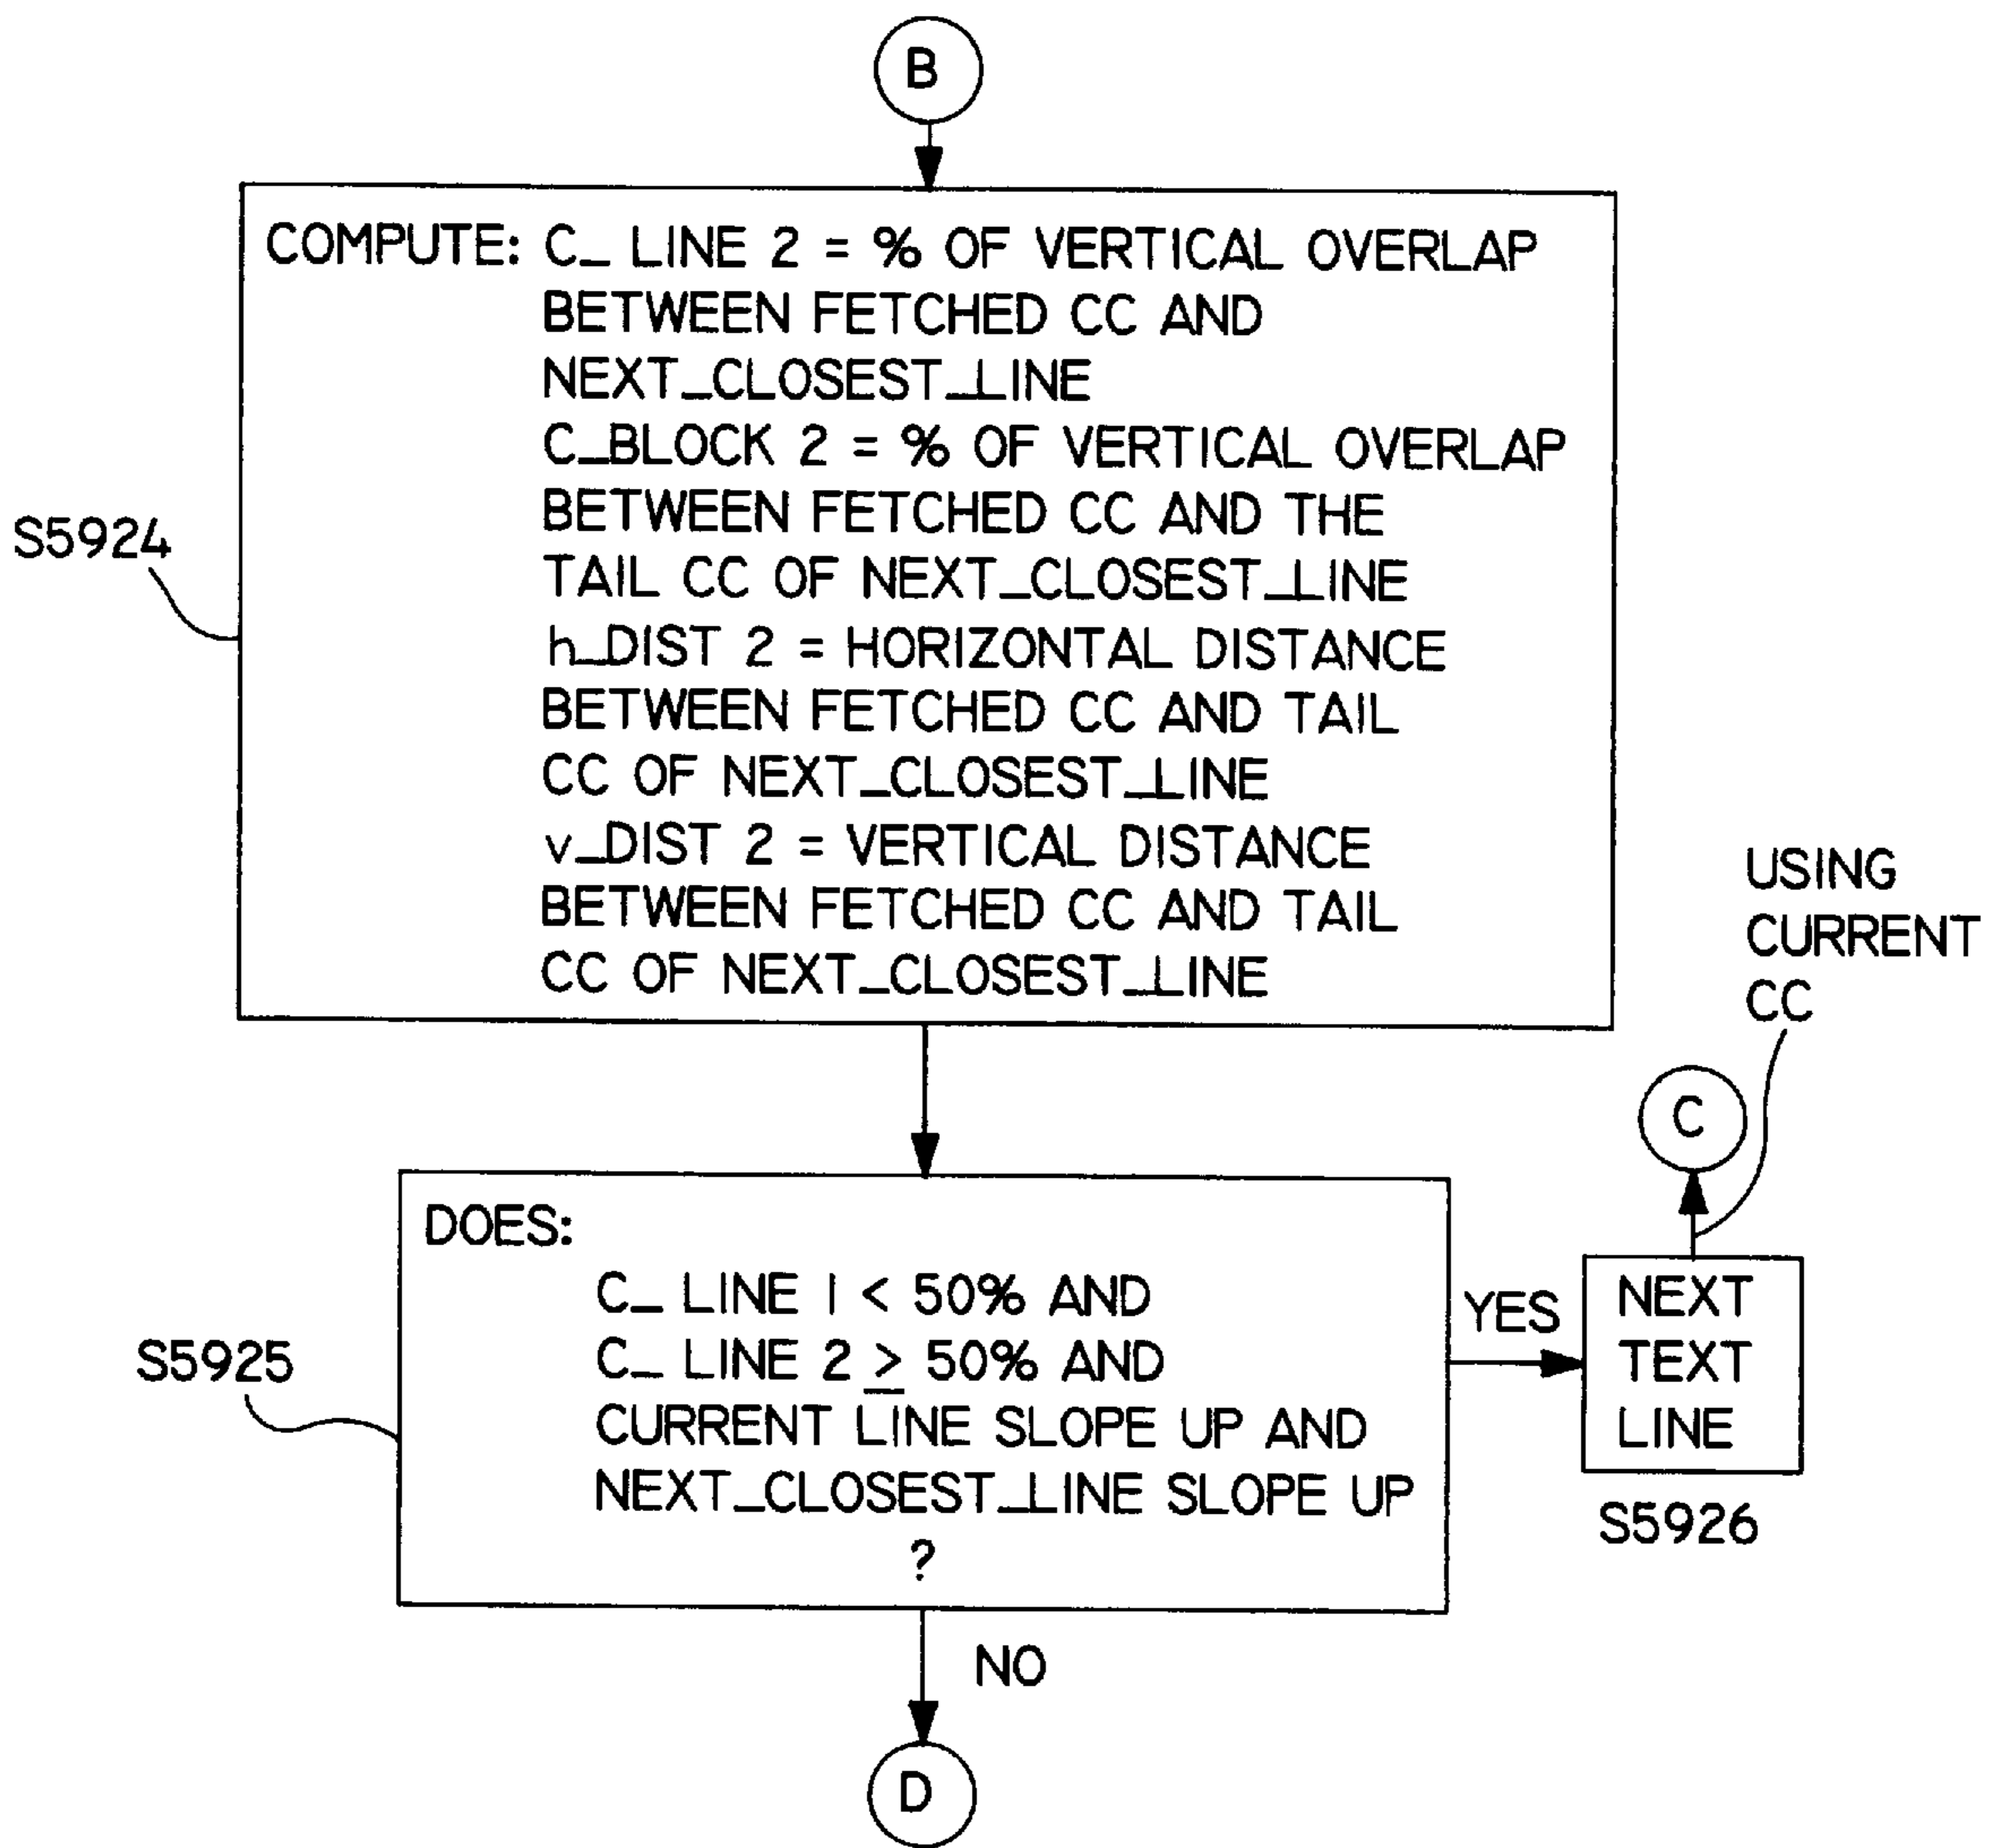 B
COMPUTE: C_ LINE 2 = % OF VERTICAL OVERLAP
BETWEEN FETCHED CC AND
NEXT_CLOSEST_LINE
C_BLOCK 2 = % OF VERTICAL OVERLAP
BETWEEN FETCHED CC AND THE
TAIL CC OF NEXT_CLOSEST_LINE
h_DIST 2 = HORIZONTAL DISTANCE
BETWEEN FETCHED CC AND TAIL
CC OF NEXT_CLOSEST_LINE
v_DIST 2 = VERTICAL DISTANCE
BETWEEN FETCHED CC AND TAIL
CC OF NEXT_CLOSEST_LINE
S5924
USING
CURRENT
CC
C
DOES:
C_ LINE 1 < 50% AND
C_ LINE 2 ≥ 50% AND
CURRENT LINE SLOPE UP AND
NEXT_CLOSEST_LINE SLOPE UP
?
S5925
YES
NEXT
TEXT
LINE
S5926
NO
D